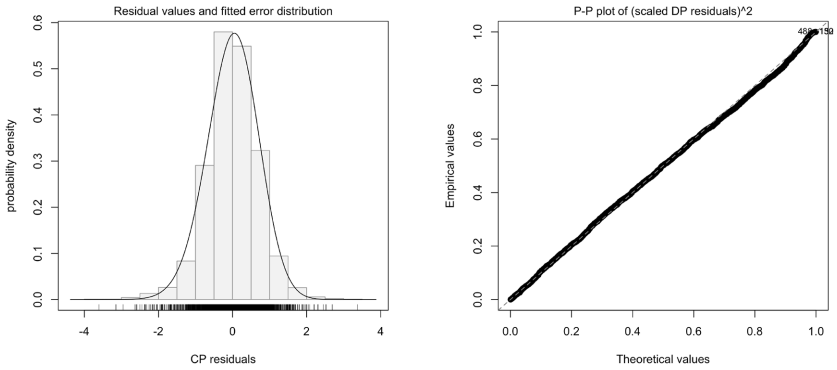 Residual values and fitted error distribution
probability density
0.6
0.5
0.4
0.3
0.2
0.1
0.0
-4 -2 0 2 4
CP residuals
P-P plot of (scaled DP residuals)^2
Empirical values
1.0
0.8
0.6
0.4
0.2
0.0
0.0 0.2 0.4 0.6 0.8 1.0
Theoretical values